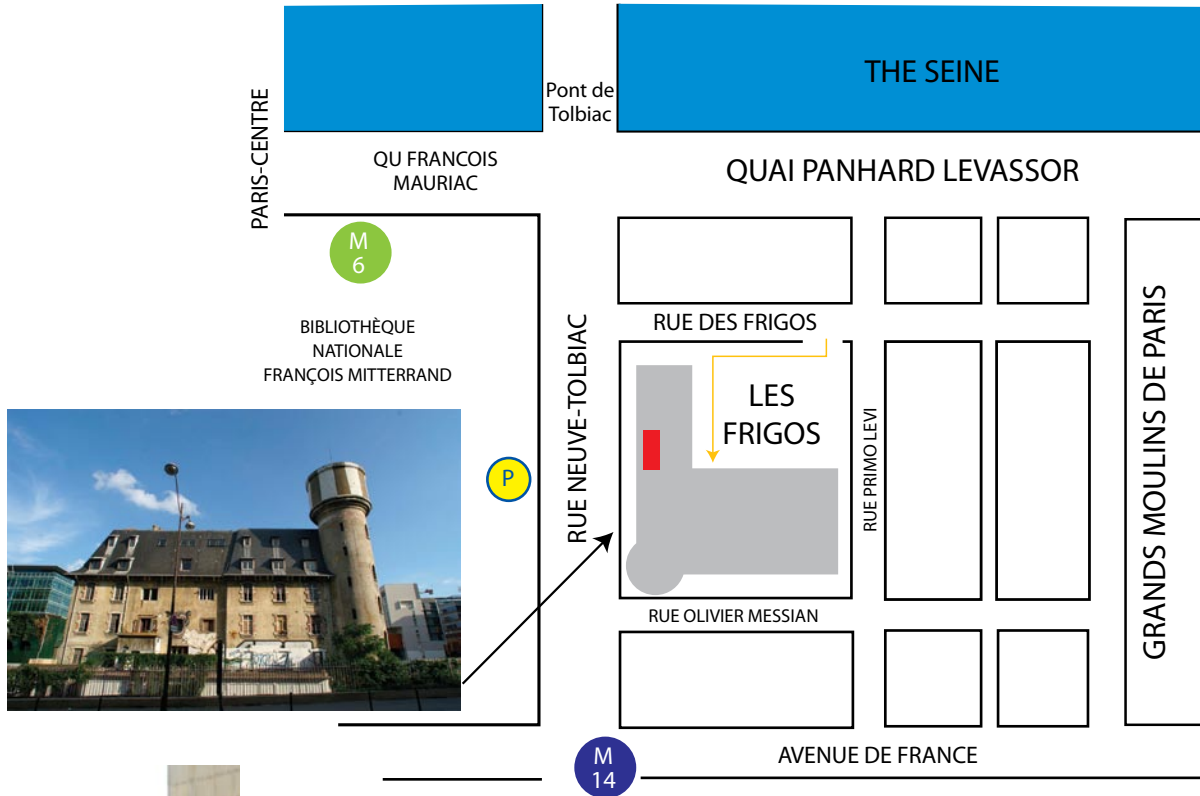 THE SEINE
Pont de
Tolbiac
PARIS-CENTRE
QU FRANCOIS
MAURIAC
QUAI PANHARD LEVASSOR
M
6
BIBLIOTHÈQUE
NATIONALE
FRANÇOIS MITTERRAND
RUE NEUVE-TOLBIAC
RUE DES FRIGOS
LES
FRIGOS
RUE PRIMO LEVI
GRANDS MOULINS DE PARIS
P
RUE OLIVIER MESSIAN
AVENUE DE FRANCE
M
14